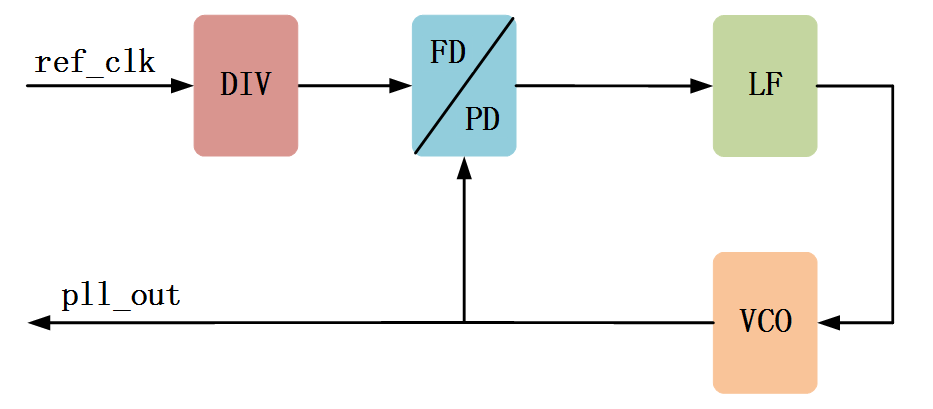 ref_clk
DIV
FD
PD
LF
pll_out
VCO